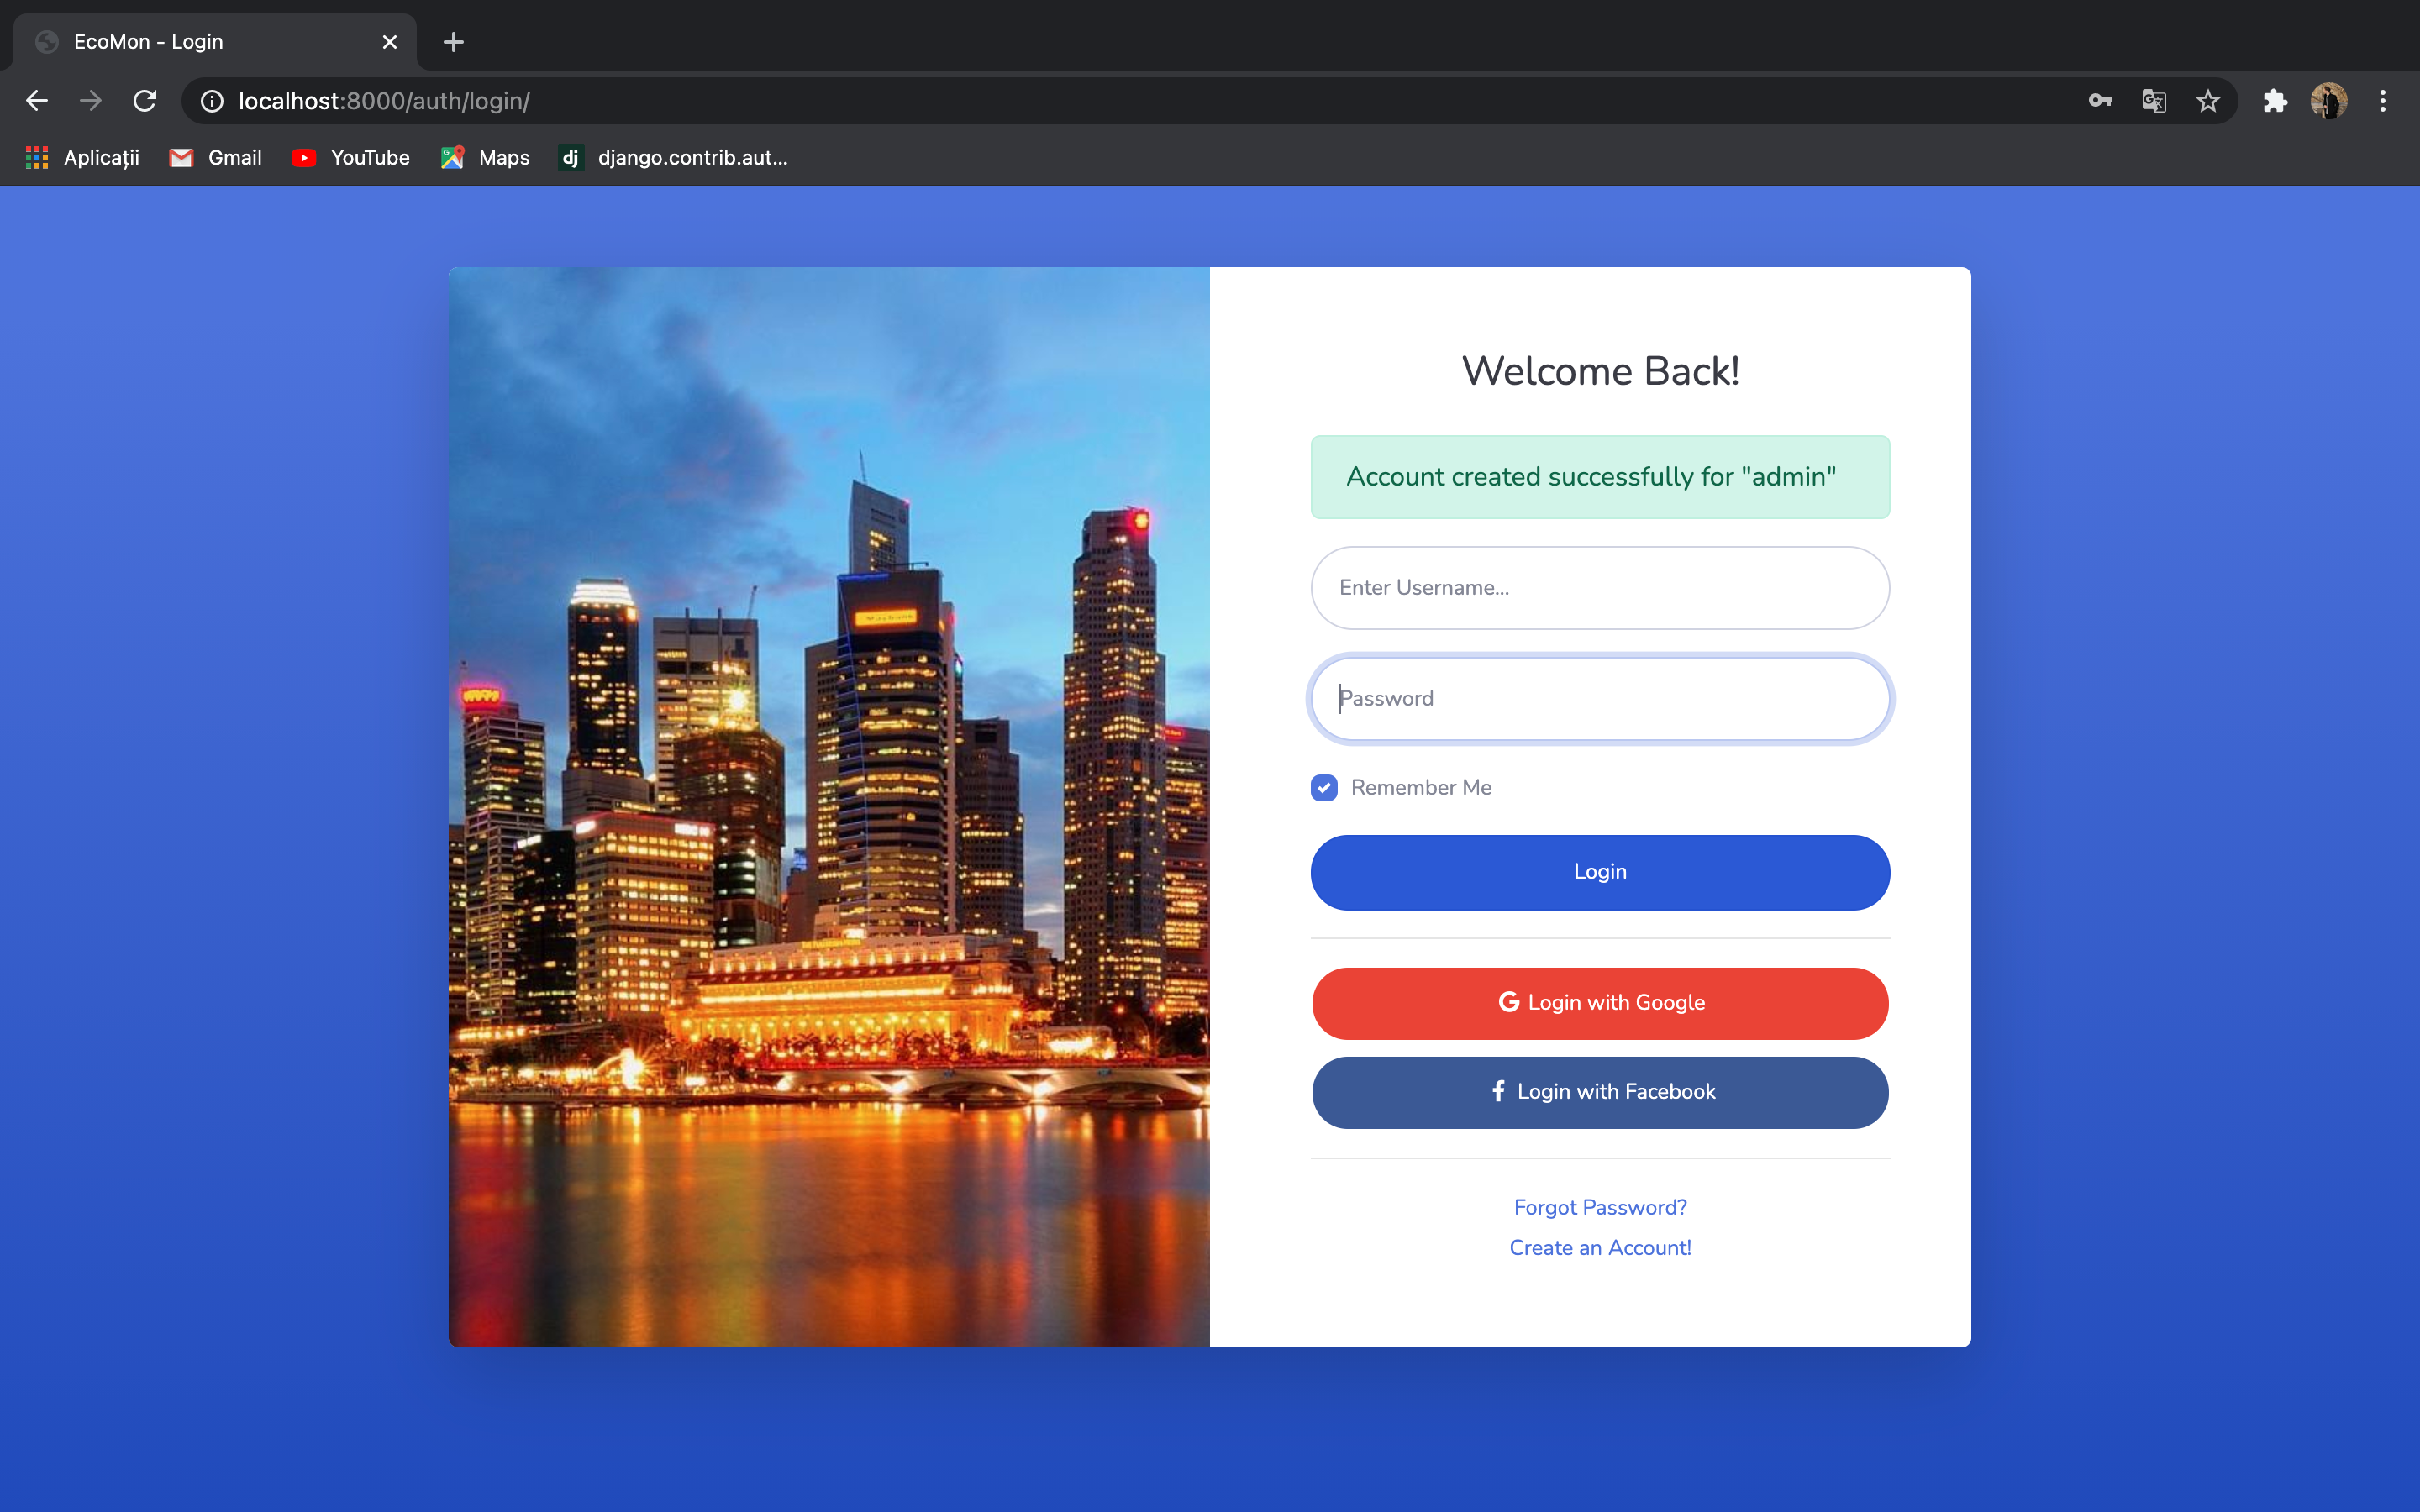 EcoMon - Login
localhost:8000/auth/login/
Aplicații
Gmail
YouTube
Maps
dj
django.contrib.aut...
Welcome Back!
Account created successfully for "admin"
Enter Username...
Password
Remember Me
Login
Login with Google
Login with Facebook
Forgot Password?
Create an Account!